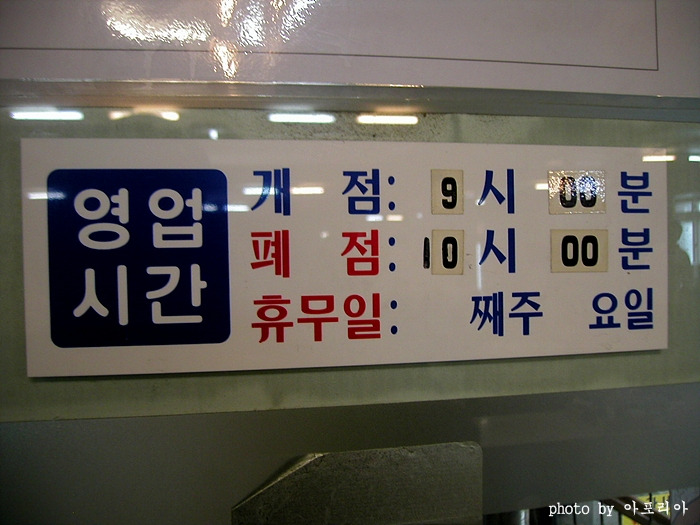 영업
시간
개 점: 9 시 00 분
폐 점: 10 시 00 분
휴무일: 째주 요일
photo by 아포리아